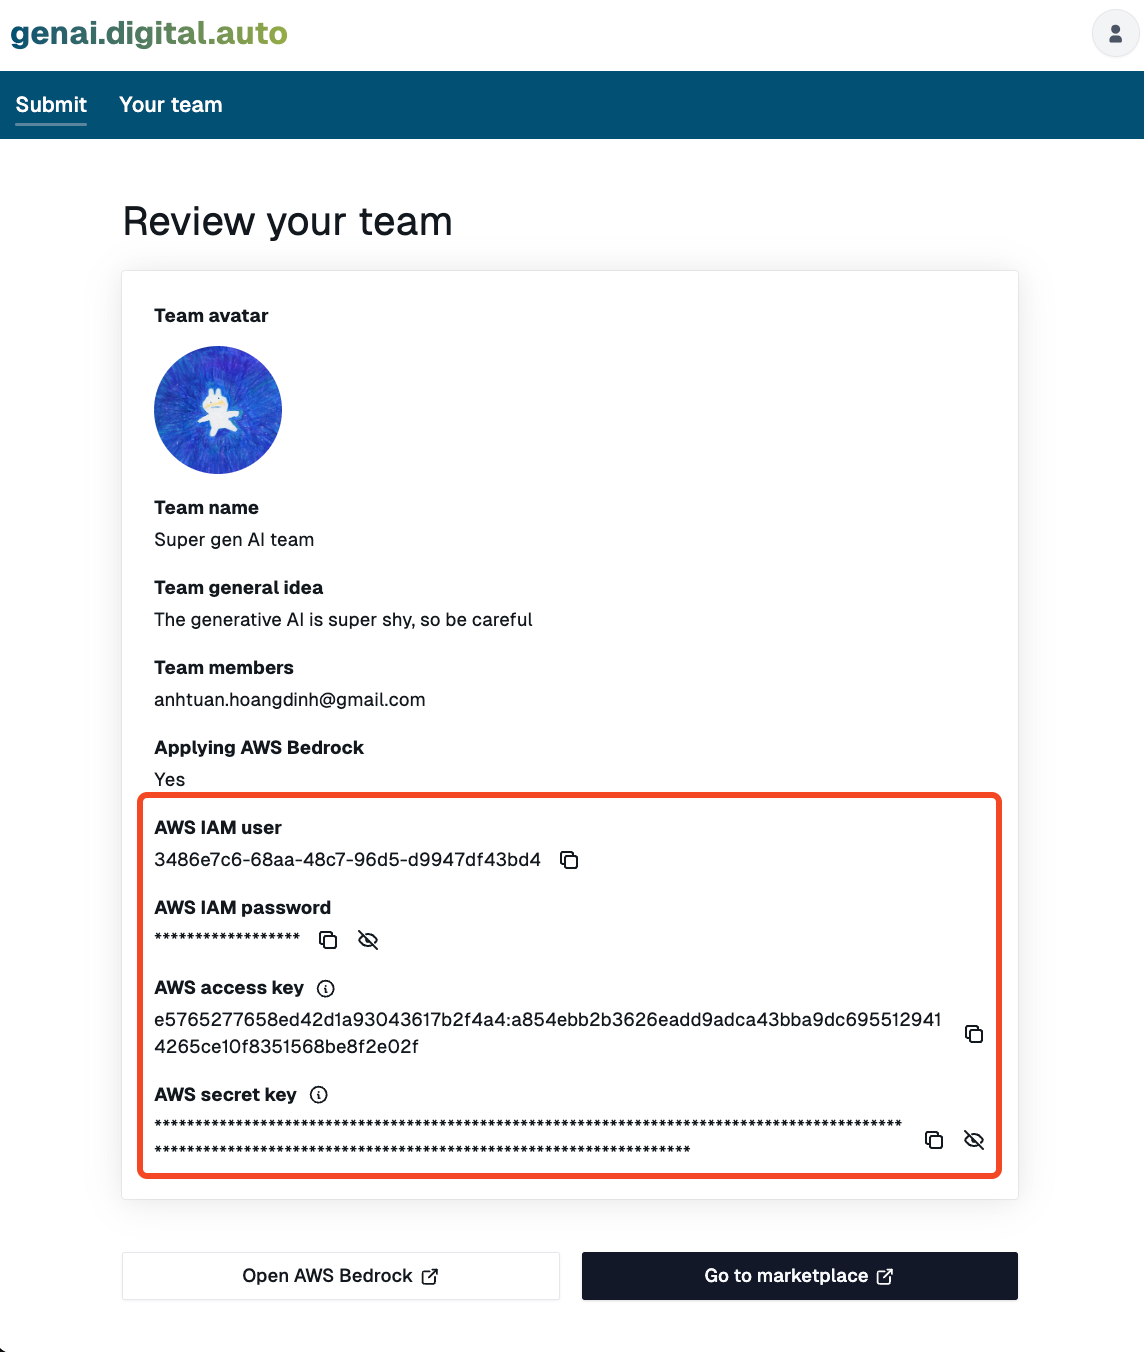 genai.digital.auto
Submit Your team
Review your team
Team avatar
Team name
Super gen AI team
Team general idea
The generative AI is super shy, so be careful
Team members
anhtuan.hoangdinh@gmail.com
Applying AWS Bedrock
Yes
AWS IAM user
3486e7c6-68aa-48c7-96d5-d9947df43bd4
AWS IAM password
******************
AWS access key
e5765277658ed42d1a93043617b2f4a4:a854ebb2b3626eadd9adca43bba9dc695512941
4265ce10f8351568be8f2e02f
AWS secret key
********************************************************************************************
******************************************************************
Open AWS Bedrock
Go to marketplace